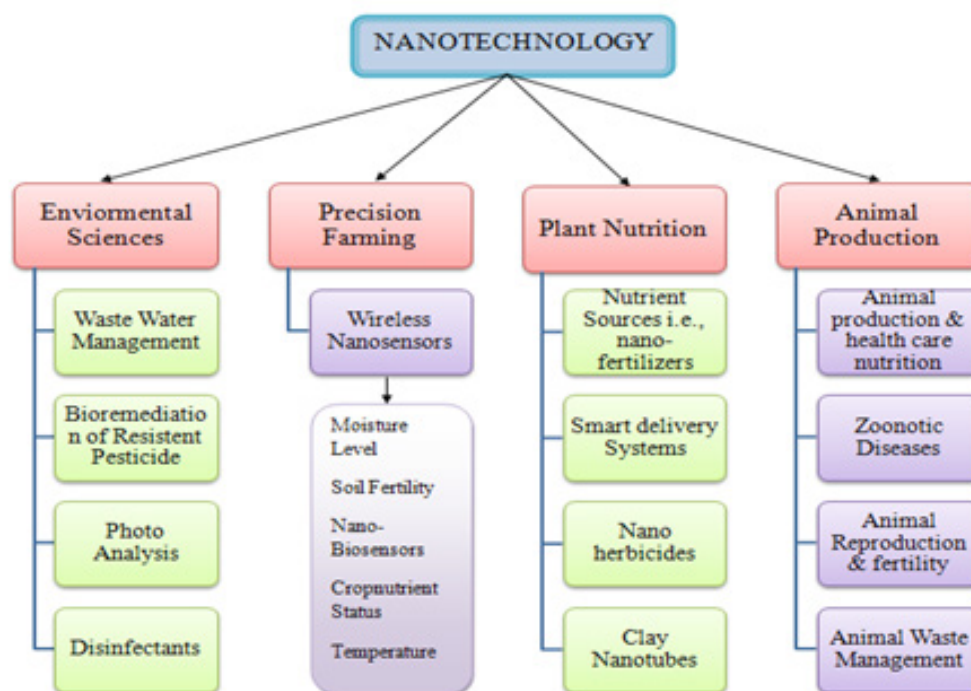 NANOTECHNOLOGY
Enviormental
Sciences
Waste Water
Management
Bioremediatio
n of Resistent
Pesticide
Photo
Analysis
Disinfectants
Precision
Farming
Wireless
Nanosensors
Moisture
Level
Soil Fertility
Nano-
Biosensors
Cropnutrient
Status
Temperature
Plant Nutrition
Nutrient
Sources i.e.,
nano-
fertilizers
Smart delivery
Systems
Nano
herbicides
Clay
Nanotubes
Animal
Production
Animal
production &
health care
nutrition
Zoonotic
Diseases
Animal
Reproduction
& fertility
Animal Waste
Management